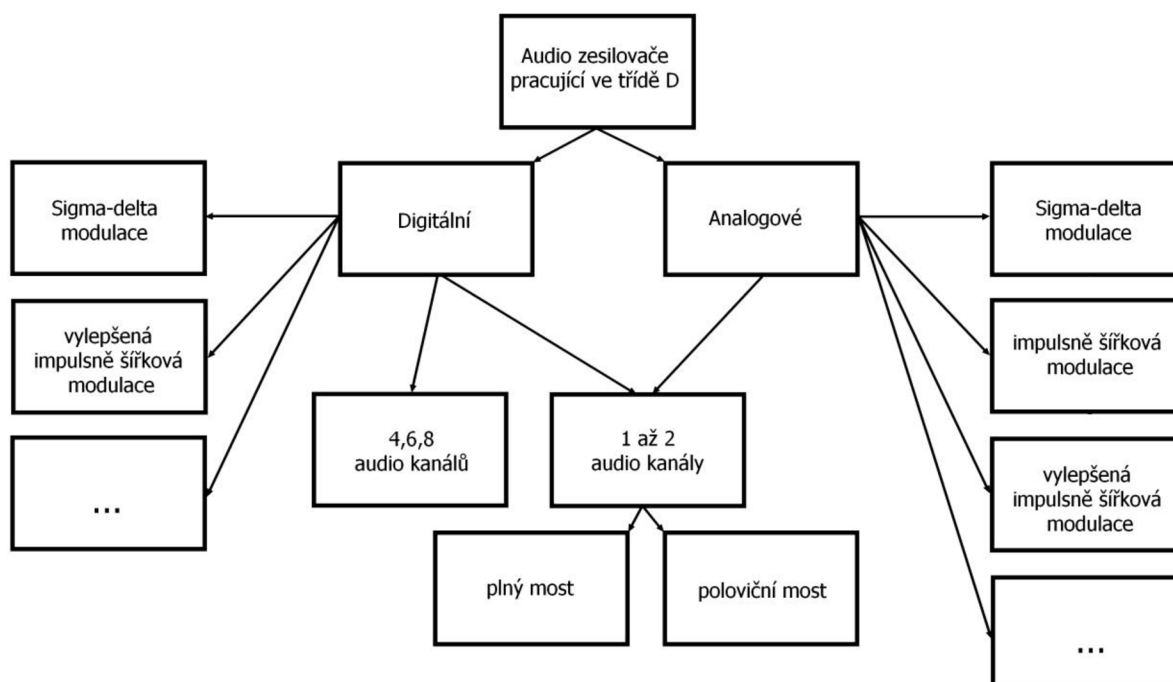 Audio zesilovače
pracující ve třídě D
Sigma-delta
modulace
Digitální
Analogové
Sigma-delta
modulace
vylepšená
impulsně šířková
modulace
impulsně šířková
modulace
4,6,8
audio kanálů
1 až 2
audio kanály
...
vylepšená
impulsně šířková
modulace
plný most
poloviční most
...